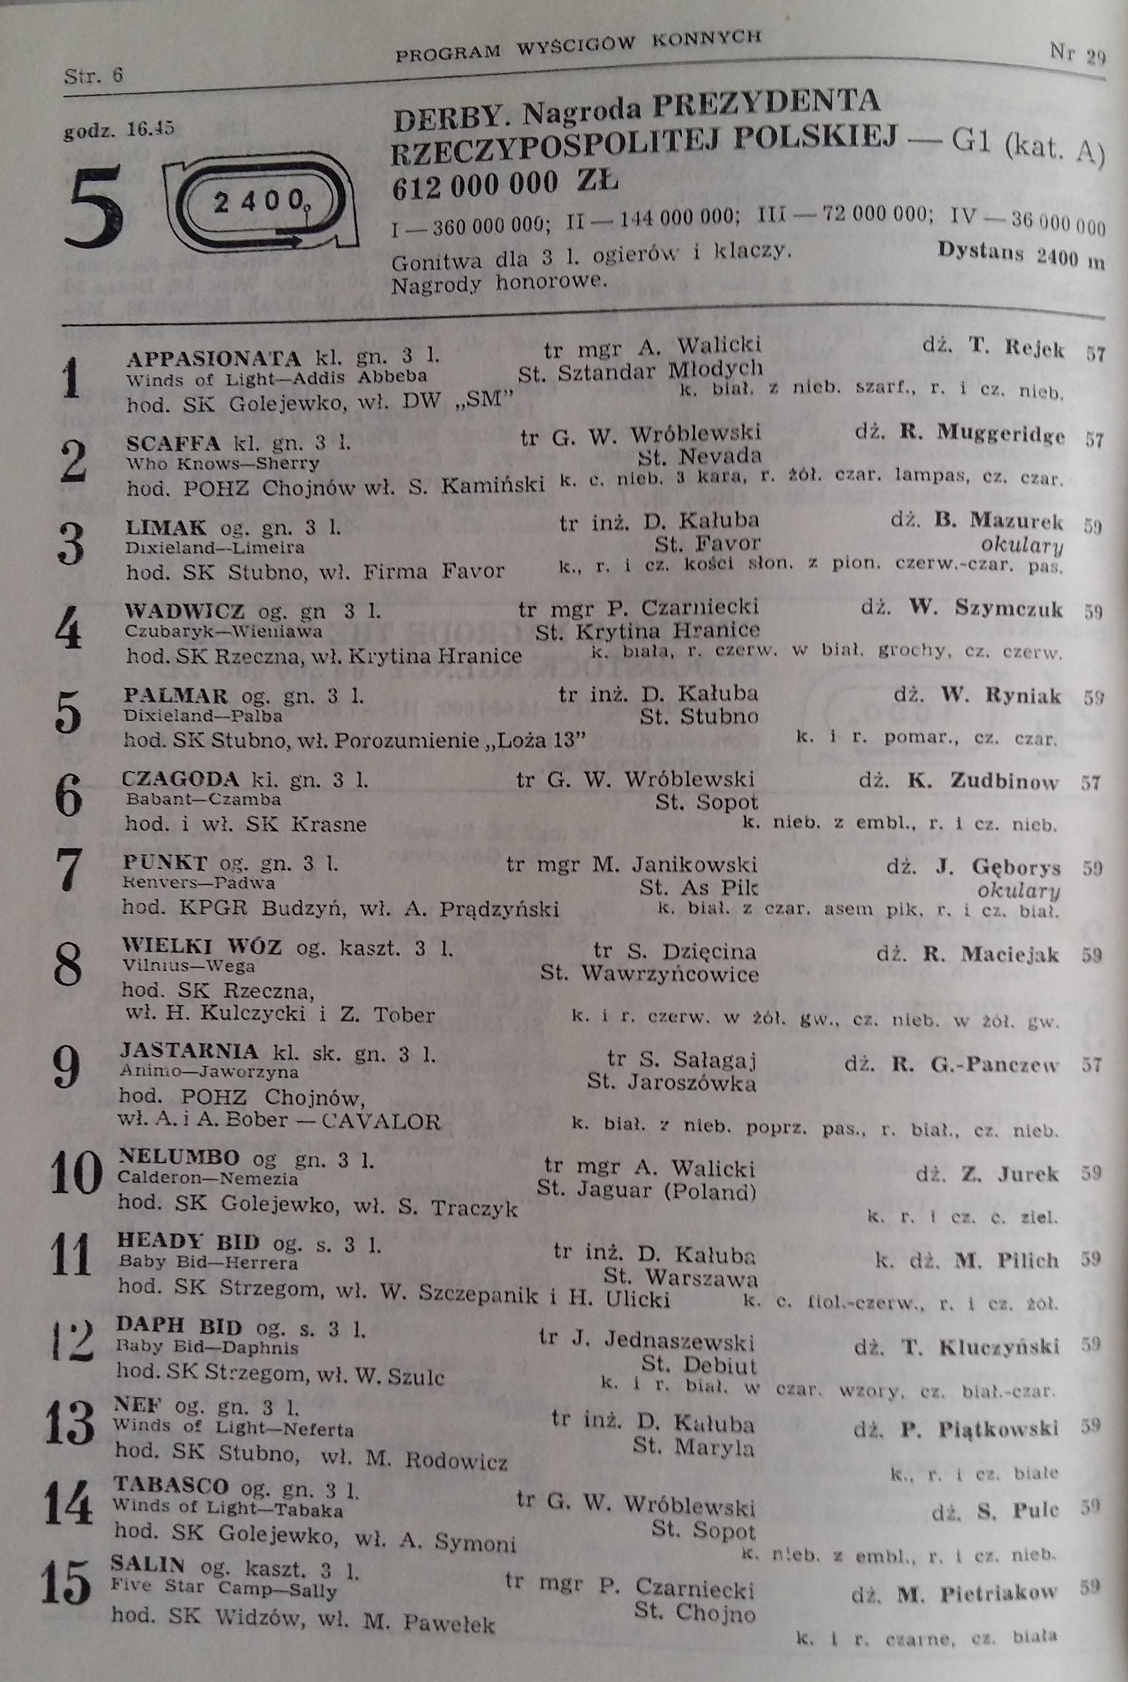 Str. 6 PROGRAM WYŚCIGÓW KONNYCH Nr 29
godz. 16.45
5 2400
DERBY. Nagroda PREZYDENTA
RZECZYPOSPOLITEJ POLSKIEJ — G1 (kat. A)
612 000 000 ZŁ
I — 360 000 000; II — 144 000 000; III — 72 000 000; IV — 36 000 000
Gonitwa dla 3 l. ogierów i klaczy. Dystans 2400 m
Nagrody honorowe.
1 APPASIONATA kl. gn. 3 l. tr mgr A. Walicki dż. T. Rejek 57
Winds of Light—Addis Abbeba St. Sztandar Młodych
hod. SK Golejewko, wł. DW „SM” k. biał. z nieb. szarf., r. i cz. nieb.
2 SCAFFA kl. gn. 3 l. tr G. W. Wróblewski dż. R. Muggeridge 57
Who Knows—Sherry St. Nevada
hod. POHZ Chojnów wł. S. Kamiński k. c. nieb. 3 kara, r. żół. czar. lampas, cz. czar.
3 LIMAK og. gn. 3 l. tr inż. D. Kałuba dż. B. Mazurek 59
Dixieland—Limeira St. Favor okulary
hod. SK Stubno, wł. Firma Favor k., r. i cz. kości słon. z pion. czerw.-czar. pas.
4 WADWICZ og. gn 3 l. tr mgr P. Czarniecki dż. W. Szymczuk 59
Czubaryk—Wieniawa St. Krytina Hranice
hod. SK Rzeczna, wł. Krytina Hranice k. biała, r. czerw. w biał. grochy, cz. czerw.
5 PALMAR og. gn. 3 l. tr inż. D. Kałuba dż. W. Ryniak 59
Dixieland—Palba St. Stubno
hod. SK Stubno, wł. Porozumienie „Loża 13” k. i r. pomar., cz. czar.
6 CZAGODA kl. gn. 3 l. tr G. W. Wróblewski dż. K. Zudbinow 57
Babant—Czamba St. Sopot
hod. i wł. SK Krasne k. nieb. z embl., r. i cz. nieb.
7 PUNKT og. gn. 3 l. tr mgr M. Janikowski dż. J. Gęborys 59
Renvers—Padwa St. As Pik okulary
hod. KPGR Budzyń, wł. A. Prądzyński k. biał. z czar. asem pik. r. i cz. biał.
8 WIELKI WÓZ og. kaszt. 3 l. tr S. Dzięcina dż. R. Maciejak 59
Vilnius—Wega St. Wawrzyńcowice
hod. SK Rzeczna,
wł. H. Kulczycki i Z. Tober k. i r. czerw. w żół. gw., cz. nieb. w żół. gw.
9 JASTARNIA kl. sk. gn. 3 l. tr S. Sałagaj dż. R. G.-Panczew 57
Animo—Jaworzyna St. Jaroszówka
hod. POHZ Chojnów,
wł. A. i A. Bober — CAVALOR k. biał. z nieb. poprz. pas., r. biał., cz. nieb.
10 NELUMBO og gn. 3 l. tr mgr A. Walicki dż. Z. Jurek 59
Calderon—Nemezia St. Jaguar (Poland)
hod. SK Golejewko, wł. S. Traczyk k. r. i cz. c. ziel.
11 HEADY BID og. s. 3 l. tr inż. D. Kałuba k. dż. M. Pilich 59
Baby Bid—Herrera St. Warszawa
hod. SK Strzegom, wł. W. Szczepanik i H. Ulicki k. c. fiol.-czerw., r. i cz. żół.
12 DAPH BID og. s. 3 l. tr J. Jednaszewski dż. T. Kluczyński 59
Baby Bid—Daphnis St. Debiut
hod. SK Strzegom, wł. W. Szulc k. i r. biał. w czar. wzory, cz. biał.-czar.
13 NEF og. gn. 3 l. tr inż. D. Kałuba dż. P. Piątkowski 59
Winds of Light—Neferta St. Maryla
hod. SK Stubno, wł. M. Rodowicz k., r. i cz. białe
14 TABASCO og. gn. 3 l. tr G. W. Wróblewski dż. S. Pulc 59
Winds of Light—Tabaka St. Sopot
hod. SK Golejewko, wł. A. Symoni k. nieb. z embl., r. i cz. nieb.
15 SALIN og. kaszt. 3 l. tr mgr P. Czarniecki dż. M. Pietriakow 59
Five Star Camp—Sally St. Chojno
hod. SK Widzów, wł. M. Pawełek k. i r. czarne, cz. biała